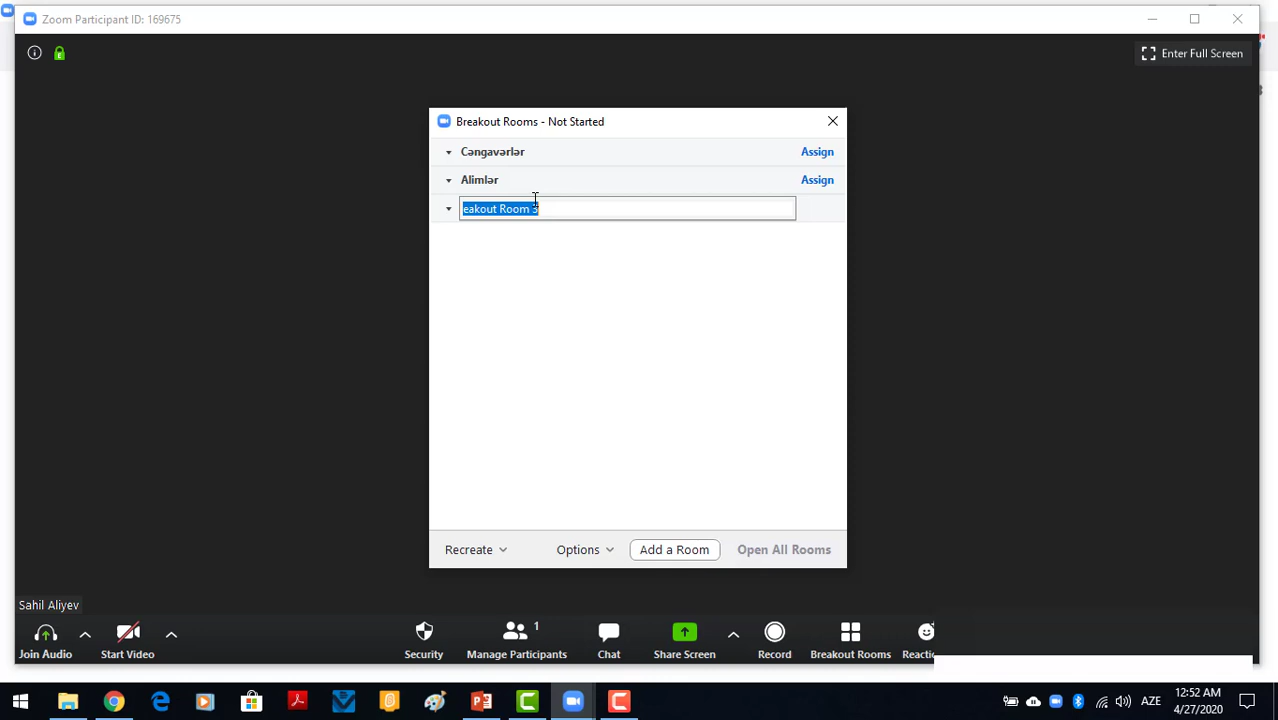 Zoom Participant ID: 169675
Enter Full Screen
Breakout Rooms - Not Started
Cəngavərlər
Assign
Alimlər
Assign
eakout Room 3
Recreate
Options
Add a Room
Open All Rooms
Sahil Aliyev
Join Audio
Start Video
Security
1
Manage Participants
Chat
Share Screen
Record
Breakout Rooms
Reactic
AZE
12:52 AM
4/27/2020